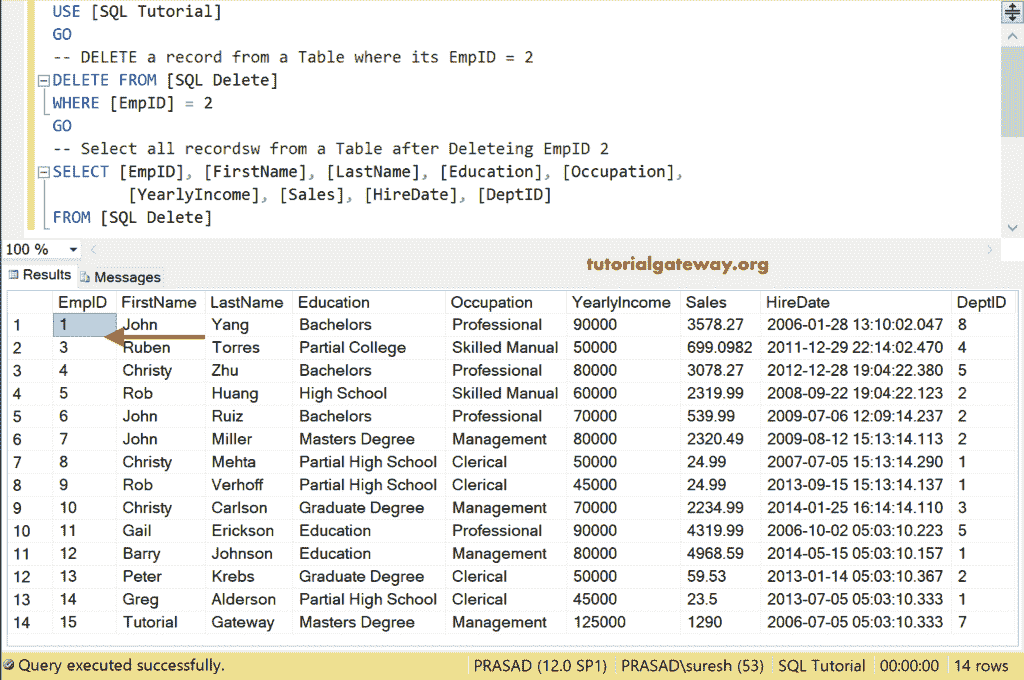 USE [SQL Tutorial]
GO
-- DELETE a record from a Table where its EmpID = 2
DELETE FROM [SQL Delete]
WHERE [EmpID] = 2
GO
-- Select all recordsw from a Table after Deleteing EmpID 2
SELECT [EmpID], [FirstName], [LastName], [Education], [Occupation],
[YearlyIncome], [Sales], [HireDate], [DeptID]
FROM [SQL Delete]
100 %
tutorialgateway.org
Results Messages
EmpID FirstName LastName Education Occupation YearlyIncome Sales HireDate DeptID
1 1 John Yang Bachelors Professional 90000 3578.27 2006-01-28 13:10:02.047 8
2 3 Ruben Torres Partial College Skilled Manual 50000 699.0982 2011-12-29 22:14:02.470 4
3 4 Christy Zhu Bachelors Professional 80000 3078.27 2012-12-28 19:04:22.380 5
4 5 Rob Huang High School Skilled Manual 60000 2319.99 2008-09-22 19:04:22.123 2
5 6 John Ruiz Bachelors Professional 70000 539.99 2009-07-06 12:09:14.237 2
6 7 John Miller Masters Degree Management 80000 2320.49 2009-08-12 15:13:14.113 2
7 8 Christy Mehta Partial High School Clerical 50000 24.99 2007-07-05 15:13:14.290 1
8 9 Rob Verhoff Partial High School Clerical 45000 24.99 2013-09-15 15:13:14.137 1
9 10 Christy Carlson Graduate Degree Management 70000 2234.99 2014-01-25 16:14:14.110 3
10 11 Gail Erickson Education Professional 90000 4319.99 2006-10-02 05:03:10.223 5
11 12 Barry Johnson Education Management 80000 4968.59 2014-05-15 05:03:10.157 1
12 13 Peter Krebs Graduate Degree Clerical 50000 59.53 2013-01-14 05:03:10.367 2
13 14 Greg Alderson Partial High School Clerical 45000 23.5 2013-07-05 05:03:10.333 1
14 15 Tutorial Gateway Masters Degree Management 125000 1290 2006-07-05 05:03:10.333 7
Query executed successfully. PRASAD (12.0 SP1) PRASAD\suresh (53) SQL Tutorial 00:00:00 14 rows